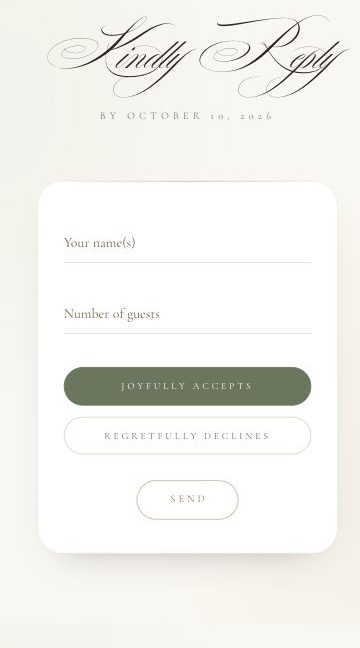 Kindly Reply
BY OCTOBER 10, 2026
Your name(s)
Number of guests
JOYFULLY ACCEPTS
REGRETFULLY DECLINES
SEND